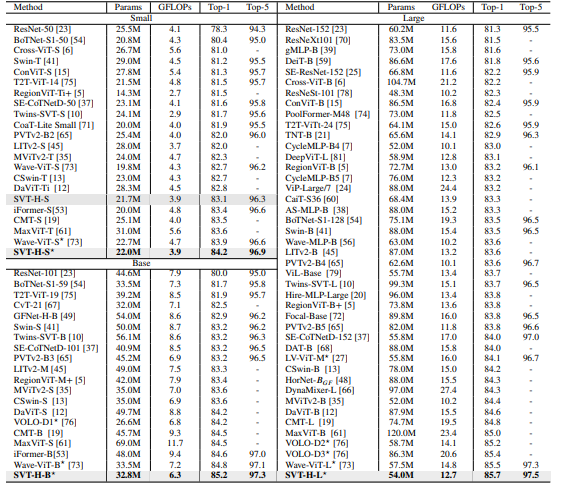 Method Params GFLOPs Top-1 Top-5
Small
ResNet-50 [23] 25.5M 4.1 78.3 94.3
BoTNet-S1-50 [54] 20.8M 4.3 80.4 95.0
Cross-ViT-S [6] 26.7M 5.6 81.0 -
Swin-T [41] 29.0M 4.5 81.2 95.5
ConViT-S [15] 27.8M 5.4 81.3 95.7
T2T-ViT-14 [75] 21.5M 4.8 81.5 95.7
RegionViT-Ti+ [5] 14.3M 2.7 81.5 -
SE-CoTNetD-50 [37] 23.1M 4.1 81.6 95.8
Twins-SVT-S [10] 24.1M 2.9 81.7 95.6
CoaT-Lite Small [71] 20.0M 4.0 81.9 95.5
PVTv2-B2 [65] 25.4M 4.0 82.0 96.0
LITv2-S [45] 28.0M 3.7 82.0 -
MViTv2-T [35] 24.0M 4.7 82.3 -
Wave-ViT-S [73] 19.8M 4.3 82.7 96.2
CSwin-T [13] 23.0M 4.3 82.7 -
DaViT-Ti [12] 28.3M 4.5 82.8 -
SVT-H-S 21.7M 3.9 83.1 96.3
iFormer-S[53] 20.0M 4.8 83.4 96.6
CMT-S [19] 25.1M 4.0 83.5 -
MaxViT-T [61] 31.0M 5.6 83.6 -
Wave-ViT-S* [73] 22.7M 4.7 83.9 96.6
SVT-H-S* 22.0M 3.9 84.2 96.9
Base
ResNet-101 [23] 44.6M 7.9 80.0 95.0
BoTNet-S1-59 [54] 33.5M 7.3 81.7 95.8
T2T-ViT-19 [75] 39.2M 8.5 81.9 95.7
CvT-21 [67] 32.0M 7.1 82.5 -
GFNet-H-B [49] 54.0M 8.6 82.9 96.2
Swin-S [41] 50.0M 8.7 83.2 96.2
Twins-SVT-B [10] 56.1M 8.6 83.2 96.3
SE-CoTNetD-101 [37] 40.9M 8.5 83.2 96.5
PVTv2-B3 [65] 45.2M 6.9 83.2 96.5
LITv2-M [45] 49.0M 7.5 83.3 -
RegionViT-M+ [5] 42.0M 7.9 83.4 -
MViTv2-S [35] 35.0M 7.0 83.6 -
CSwin-S [13] 35.0M 6.9 83.6 -
DaViT-S [12] 49.7M 8.8 84.2 -
VOLO-D1* [76] 26.6M 6.8 84.2 -
CMT-B [19] 45.7M 9.3 84.5 -
MaxViT-S [61] 69.0M 11.7 84.5 -
iFormer-B[53] 48.0M 9.4 84.6 97.0
Wave-ViT-B* [73] 33.5M 7.2 84.8 97.1
SVT-H-B* 32.8M 6.3 85.2 97.3
Method Params GFLOPs Top-1 Top-5
Large
ResNet-152 [23] 60.2M 11.6 81.3 95.5
ResNeXt101 [70] 83.5M 15.6 81.5 -
gMLP-B [39] 73.0M 15.8 81.6 -
DeiT-B [59] 86.6M 17.6 81.8 95.6
SE-ResNet-152 [25] 66.8M 11.6 82.2 95.9
Cross-ViT-B [6] 104.7M 21.2 82.2 -
ResNeSt-101 [78] 48.3M 10.2 82.3 -
ConViT-B [15] 86.5M 16.8 82.4 95.9
PoolFormer-M48 [74] 73.0M 11.8 82.5 -
T2T-ViTt-24 [75] 64.1M 15.0 82.6 95.9
TNT-B [21] 65.6M 14.1 82.9 96.3
CycleMLP-B4 [7] 52.0M 10.1 83.0 -
DeepViT-L [81] 58.9M 12.8 83.1 -
RegionViT-B [5] 72.7M 13.0 83.2 96.1
CycleMLP-B5 [7] 76.0M 12.3 83.2 -
ViP-Large/7 [24] 88.0M 24.4 83.2 -
CaiT-S36 [60] 68.4M 13.9 83.3 -
AS-MLP-B [38] 88.0M 15.2 83.3 -
BoTNet-S1-128 [54] 75.1M 19.3 83.5 96.5
Swin-B [41] 88.0M 15.4 83.5 96.5
Wave-MLP-B [56] 63.0M 10.2 83.6 -
LITv2-B [45] 87.0M 13.2 83.6 -
PVTv2-B4 [65] 62.6M 10.1 83.6 96.7
ViL-Base [79] 55.7M 13.4 83.7 -
Twins-SVT-L [10] 99.3M 15.1 83.7 96.5
Hire-MLP-Large [20] 96.0M 13.4 83.8 -
RegionViT-B+ [5] 73.8M 13.6 83.8 -
Focal-Base [72] 89.8M 16.0 83.8 96.5
PVTv2-B5 [65] 82.0M 11.8 83.8 96.6
SE-CoTNetD-152 [37] 55.8M 17.0 84.0 97.0
DAT-B [68] 88.0M 15.8 84.0 -
LV-ViT-M* [27] 55.8M 16.0 84.1 96.7
CSwin-B [13] 78.0M 15.0 84.2 -
HorNet-B_GF [48] 88.0M 15.5 84.3 -
DynaMixer-L [66] 97.0M 27.4 84.3 -
MViTv2-B [35] 52.0M 10.2 84.4 -
DaViT-B [12] 87.9M 15.5 84.6 -
CMT-L [19] 74.7M 19.5 84.8 -
MaxViT-B [61] 120.0M 23.4 85.0 -
VOLO-D2* [76] 58.7M 14.1 85.2 -
VOLO-D3* [76] 86.3M 20.6 85.4 -
Wave-ViT-L* [73] 57.5M 14.8 85.5 97.3
SVT-H-L* 54.0M 12.7 85.7 97.5